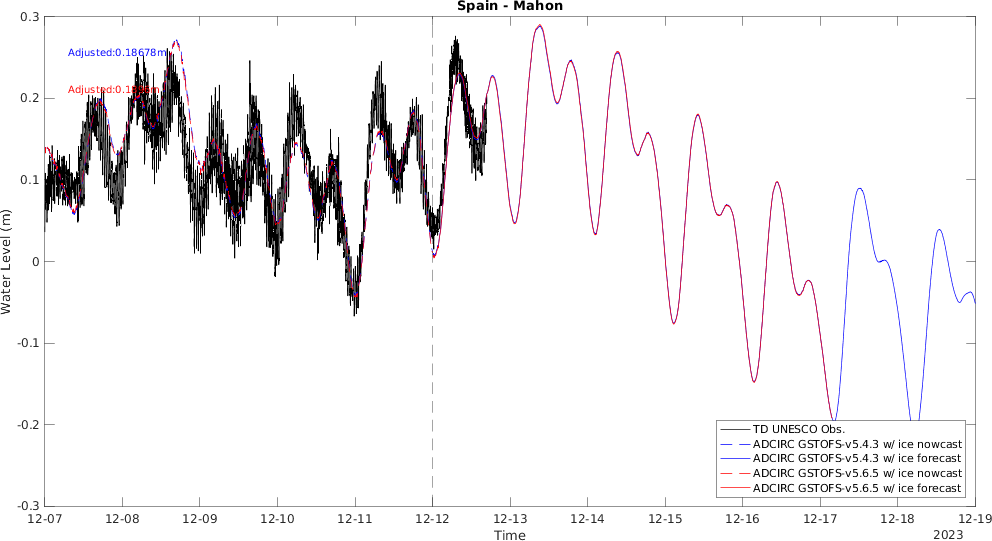 Spain - Mahon
0.3
0.2
0.1
0
-0.1
-0.2
-0.3
Water Level (m)
Adjusted:0.18678m
TD UNESCO Obs.
ADCIRC GSTOFS-v5.4.3 w/ ice nowcast
ADCIRC GSTOFS-v5.4.3 w/ ice forecast
ADCIRC GSTOFS-v5.6.5 w/ ice nowcast
ADCIRC GSTOFS-v5.6.5 w/ ice forecast
12-07 12-08 12-09 12-10 12-11 12-12 12-13 12-14 12-15 12-16 12-17 12-18 12-19
Time
2023